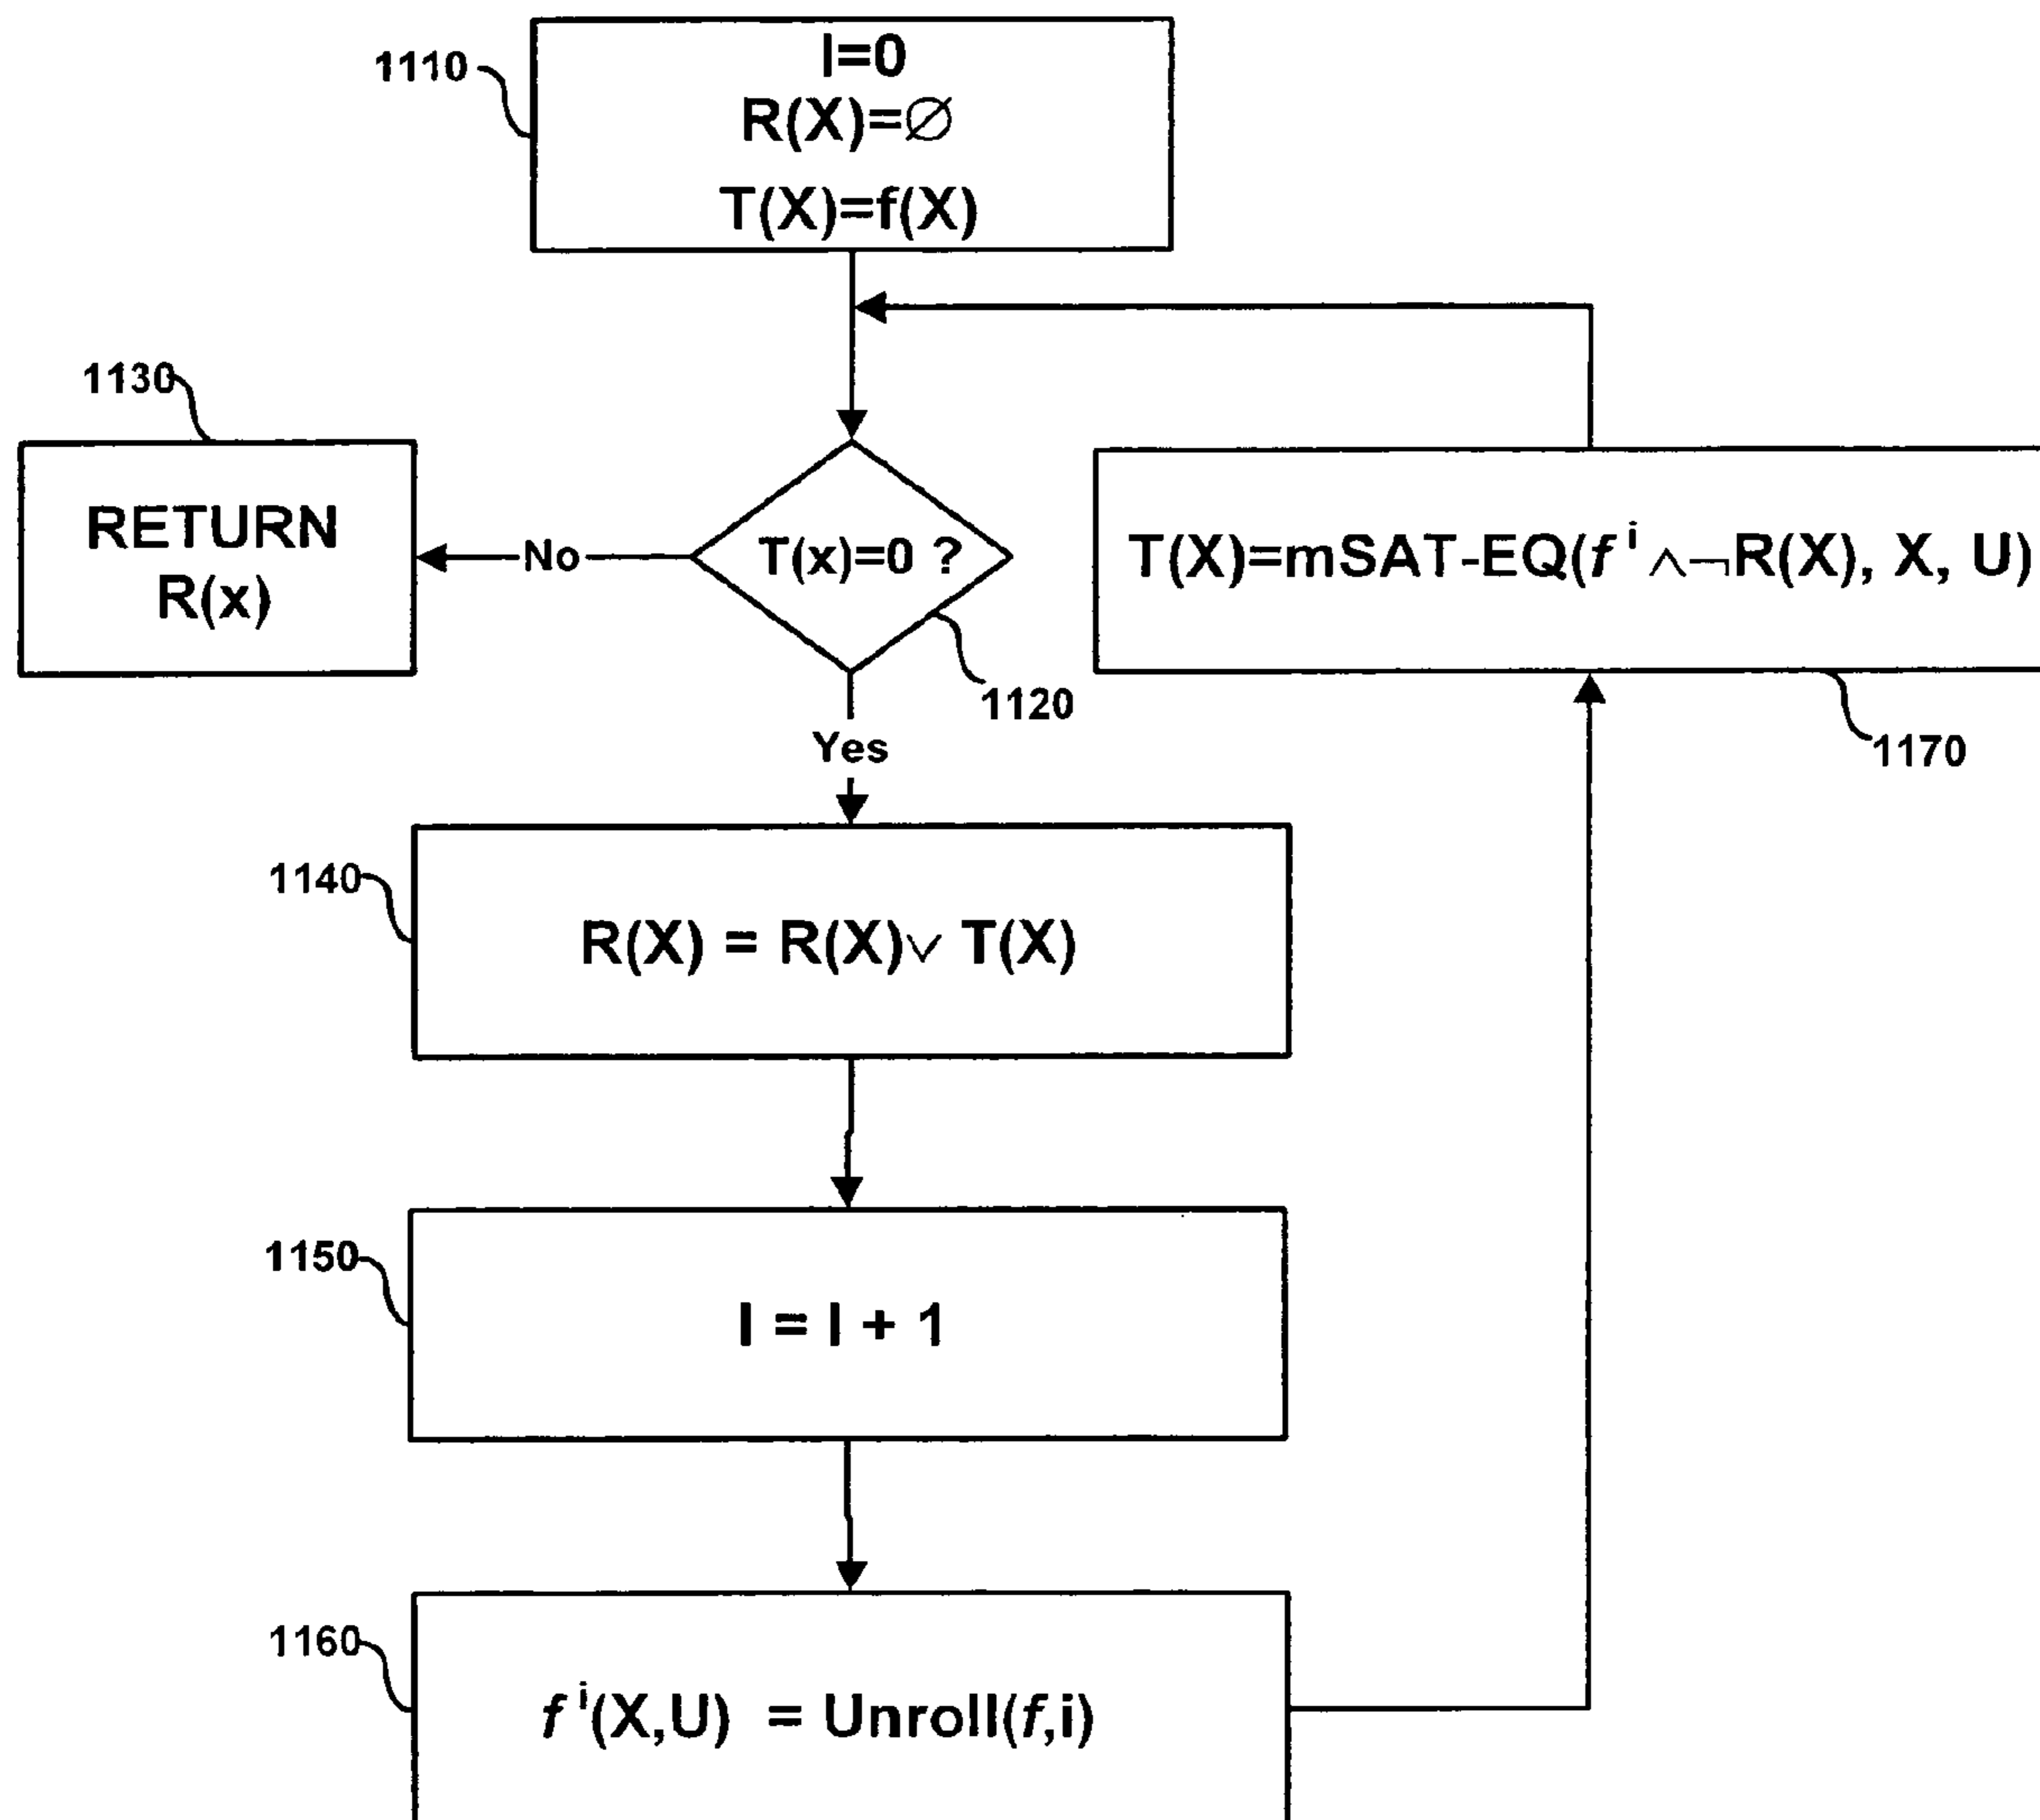 1110
I=0
R(X)=∅
T(X)=f(X)
1130
RETURN
R(x)
No
T(x)=0 ?
1120
Yes
T(X)=mSAT-EQ(f i ∧¬R(X), X, U)
1170
1140
R(X) = R(X)∨ T(X)
1150
I = I + 1
1160
f i(X,U) = Unroll(f,i)